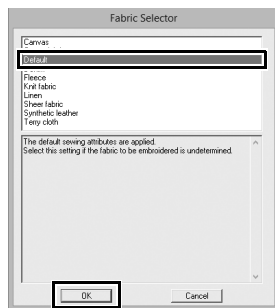 Fabric Selector
Canvas
Default
Fleece
Knit fabric
Linen
Sheer fabric
Synthetic leather
Terry cloth
The default sewing attributes are applied.
Select this setting if the fabric to be embroidered is undetermined.
OK
Cancel